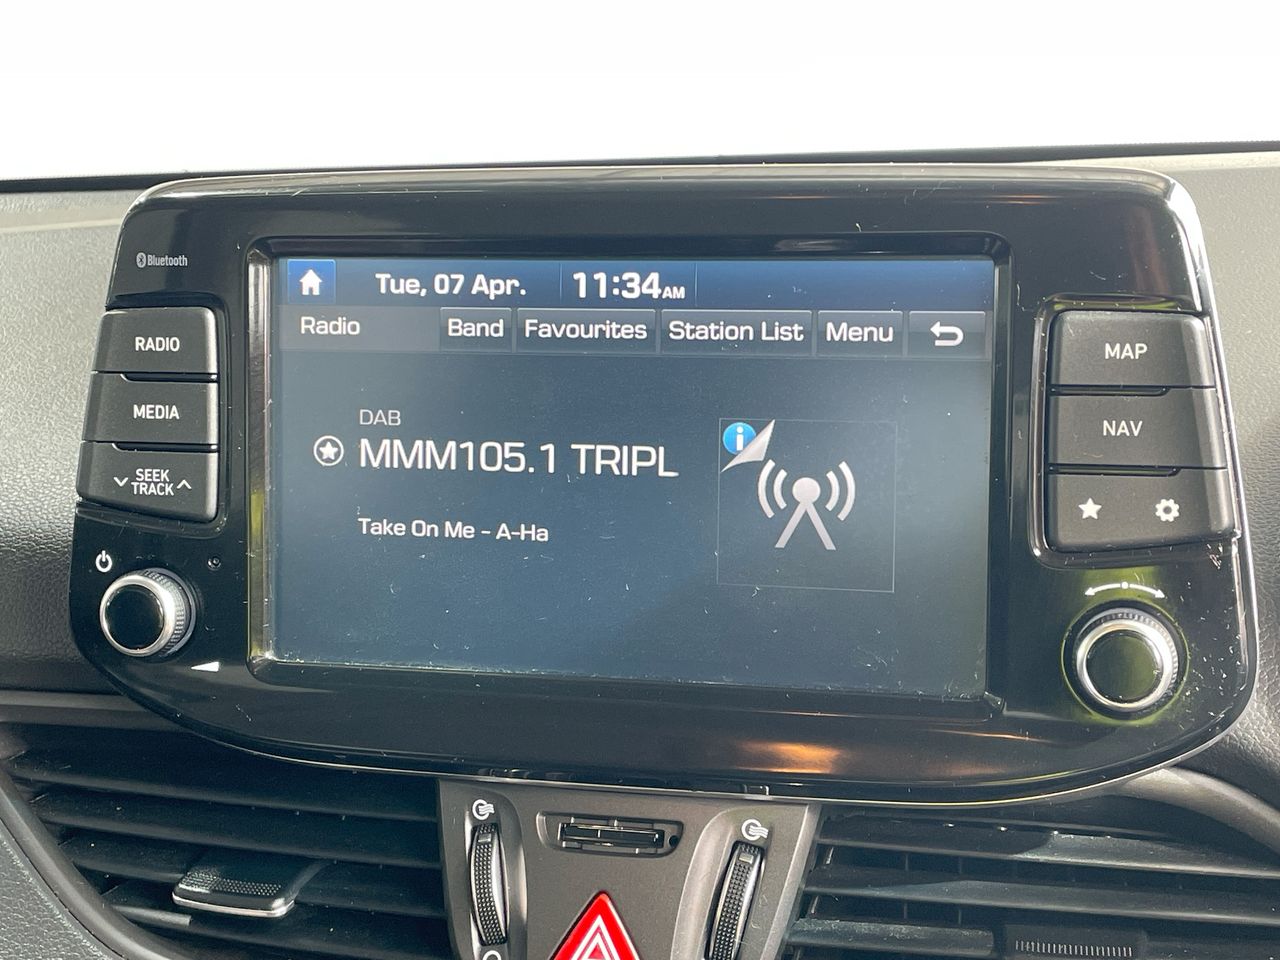 Bluetooth
Tue, 07 Apr. 11:34AM
Radio Band Favourites Station List Menu
RADIO
MEDIA
SEEK
TRACK
DAB
MMM105.1 TRIPL
Take On Me - A-Ha
i
MAP
NAV